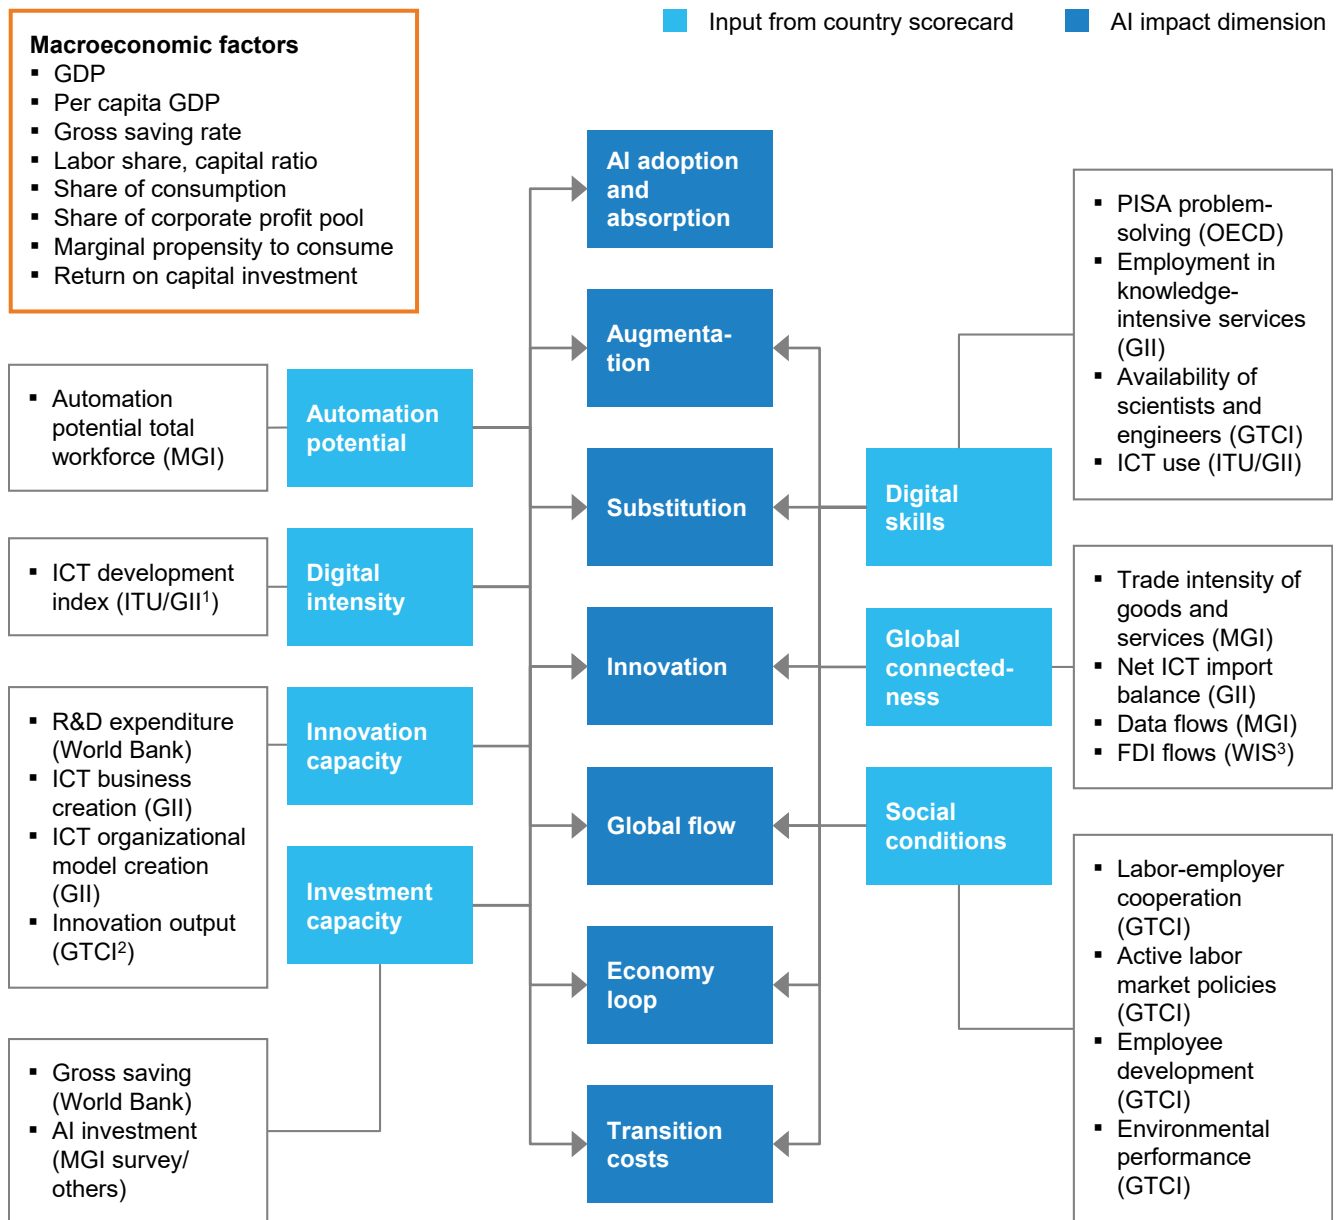 Input from country scorecard
AI impact dimension
Macroeconomic factors
▪ GDP
▪ Per capita GDP
▪ Gross saving rate
▪ Labor share, capital ratio
▪ Share of consumption
▪ Share of corporate profit pool
▪ Marginal propensity to consume
▪ Return on capital investment
▪ Automation
potential total
workforce (MGI)
▪ ICT development
index (ITU/GII¹)
▪ R&D expenditure
(World Bank)
▪ ICT business
creation (GII)
▪ ICT organizational
model creation
(GII)
▪ Innovation output
(GTCI²)
▪ Gross saving
(World Bank)
▪ AI investment
(MGI survey/
others)
Automation
potential
Digital
intensity
Innovation
capacity
Investment
capacity
AI adoption
and
absorption
Augmenta-
tion
Substitution
Innovation
Global flow
Economy
loop
Transition
costs
Digital
skills
Global
connected-
ness
Social
conditions
▪ PISA problem-
solving (OECD)
▪ Employment in
knowledge-
intensive services
(GII)
▪ Availability of
scientists and
engineers (GTCI)
▪ ICT use (ITU/GII)
▪ Trade intensity of
goods and
services (MGI)
▪ Net ICT import
balance (GII)
▪ Data flows (MGI)
▪ FDI flows (WIS³)
▪ Labor-employer
cooperation
(GTCI)
▪ Active labor
market policies
(GTCI)
▪ Employee
development
(GTCI)
▪ Environmental
performance
(GTCI)